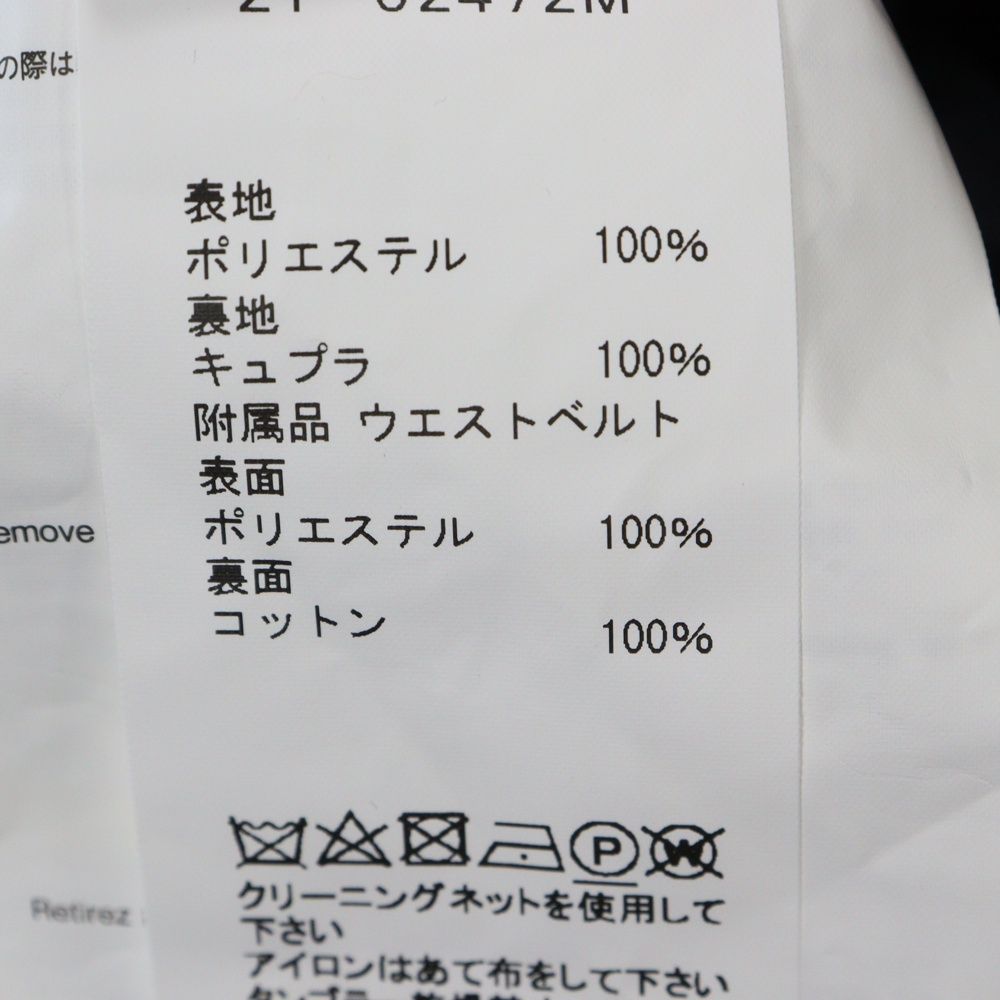 の際は
表地
ポリエステル 100%
裏地
キュプラ 100%
附属品 ウエストベルト
表面
ポリエステル 100%
裏面
コットン 100%
emove
P
W
Retirez
クリーニングネットを使用して
下さい
アイロンはあて布をして下さい